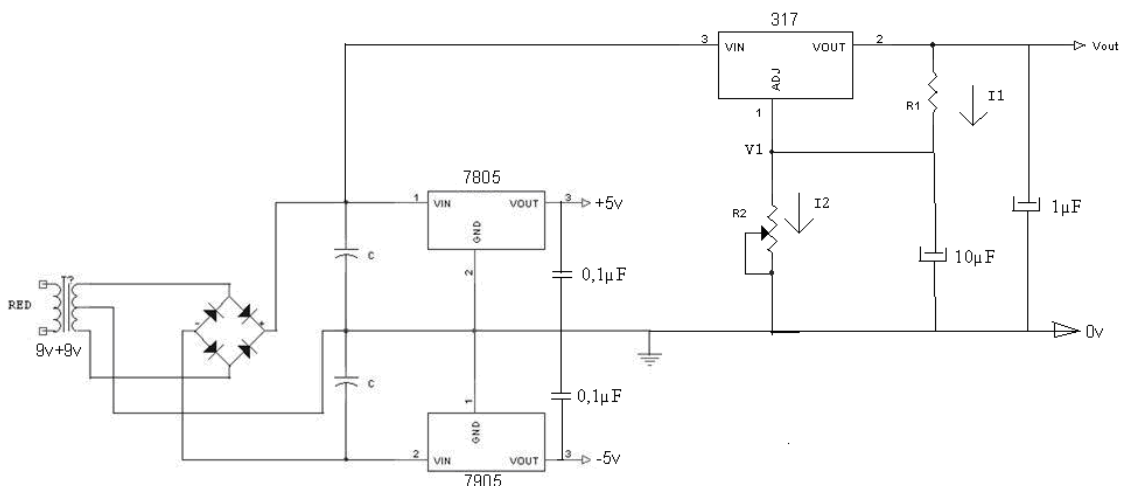 317
3 VIN VOUT 2
Vout
ADJ
1
R1
I1
V1
7805
1 VIN VOUT 3
+5v
GND
2
R2
I2
1µF
C
0,1µF
10µF
T?
RED
- +
0v
9v+9v
C
0,1µF
1
GND
2 VIN VOUT 3
-5v
7905